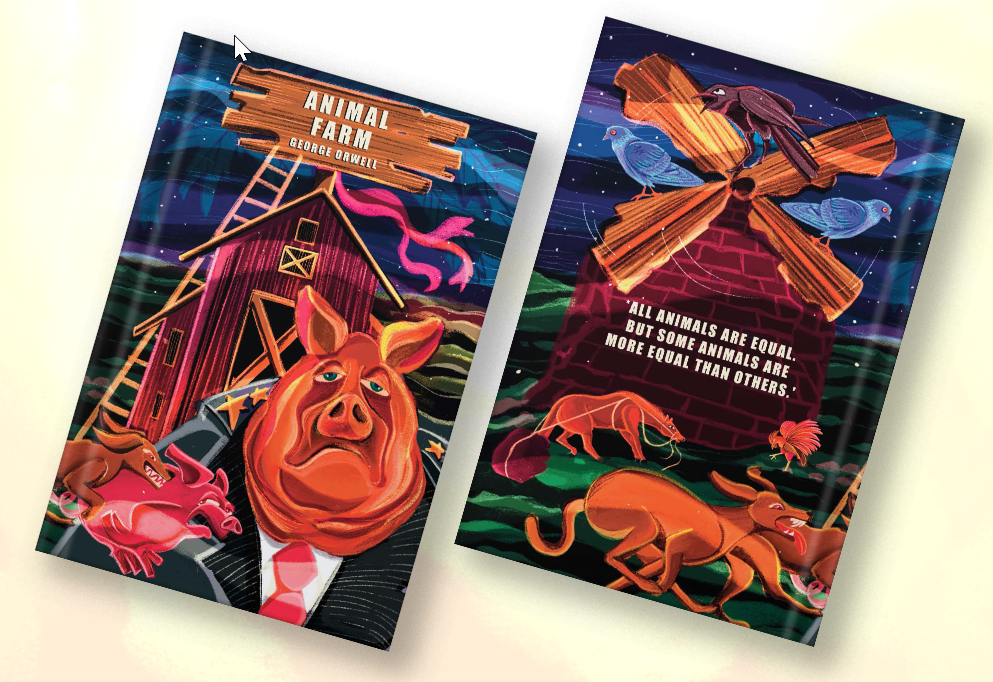 ANIMAL
FARM
GEORGE ORWELL
'ALL ANIMALS ARE EQUAL.
BUT SOME ANIMALS ARE
MORE EQUAL THAN OTHERS.'